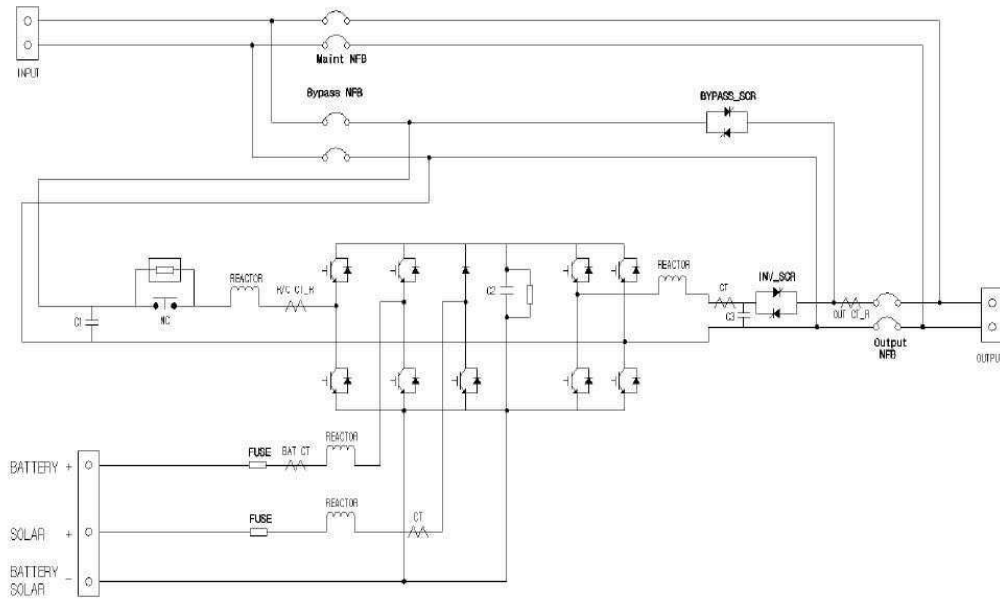 INPUT
Maint NFB
Bypass NFB
BYPASS_SCR
REACTOR
R/C CT_R
C1
MC
C2
REACTOR
CT
C3
INV_SCR
OUT CT_R
Output
NFB
OUTPUT
BATTERY +
FUSE
BAT CT
REACTOR
SOLAR +
FUSE
REACTOR
CT
BATTERY -
SOLAR